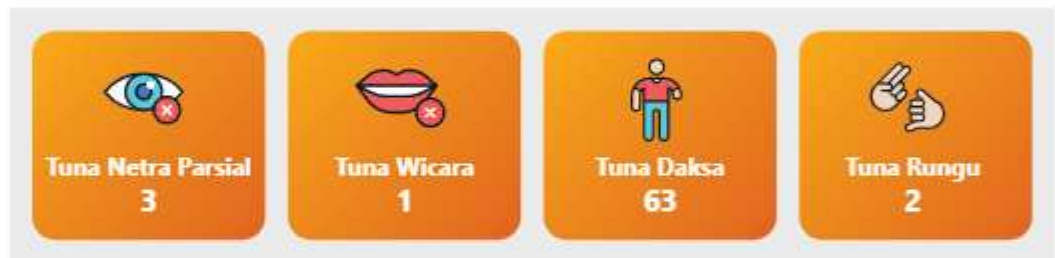 Tuna Netra Parsial
3
Tuna Wicara
1
Tuna Daksa
63
Tuna Rungu
2